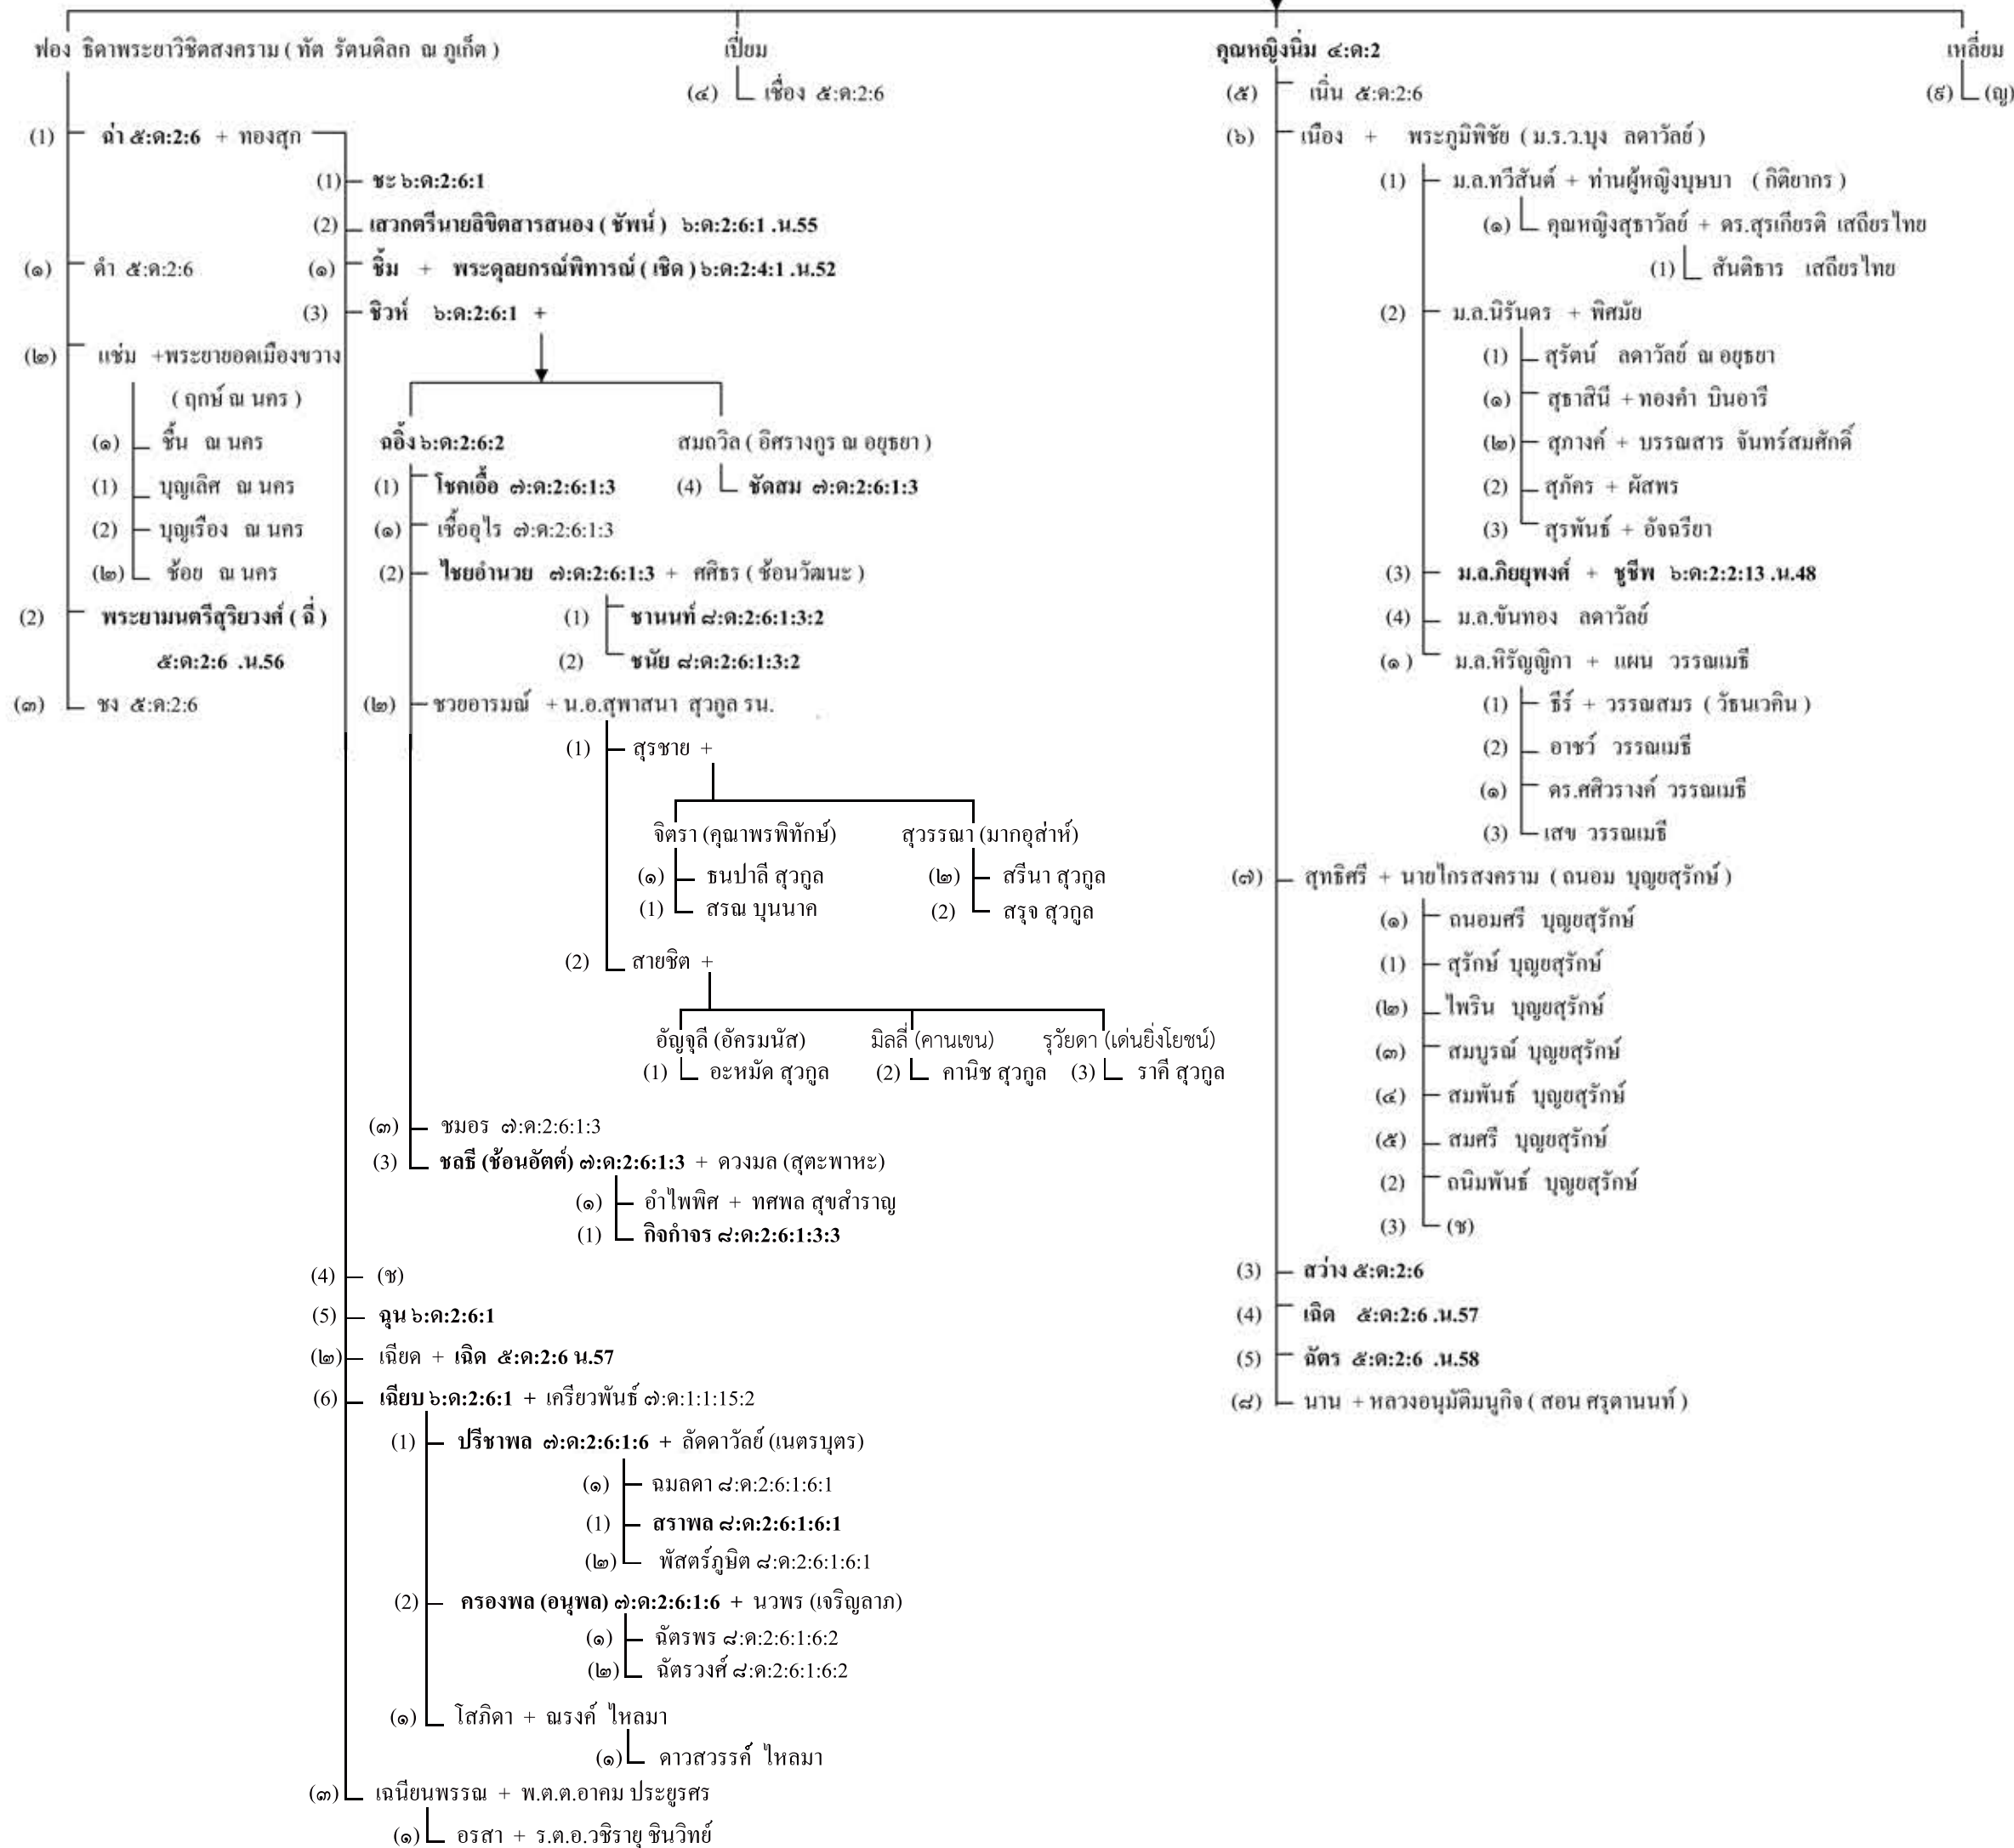 ฟอง ธิดาพระยาวิชิตสงคราม ( ทัต รัตนดิลก ณ ภูเก็ต )
(1) ฉ่า ๕:ด:2:6 + ทองสุก
(1) ชะ ๖:ด:2:6:1
(2) เสวกตรีนายลิขิตสารสนอง ( ชัพน์ ) ๖:ด:2:6:1 .น.55
(๑) ชิ้ม + พระดุลยกรณ์พิทารณ์ ( เชิด ) ๖:ด:2:4:1 .น.52
(3) ชิวห์ ๖:ด:2:6:1 +
ฉอิ้ง ๖:ด:2:6:2
(1) โชคเอื้อ ๗:ด:2:6:1:3
(๑) เชื้ออุไร ๗:ด:2:6:1:3
(2) ไชยอำนวย ๗:ด:2:6:1:3 + ศศิธร ( ช้อนวัฒนะ )
(1) ชานนท์ ๘:ด:2:6:1:3:2
(2) ชนัย ๘:ด:2:6:1:3:2
(๒) ชวยอารมณ์ + น.อ.สุพาสนา สุวกูล รน.
(1) สุรชาย +
จิตรา (คุณาพรพิทักษ์)
(๑) ธนปาลี สุวกูล
(1) สรณ บุนนาค
สุวรรณา (มากอุส่าห์)
(๒) สรีนา สุวกูล
(2) สรุจ สุวกูล
(2) สายชิต +
อัญจุลี (อัครมนัส)
(1) อะหมัด สุวกูล
มิลลี่ (คานเขน)
(2) คานิช สุวกูล
รุวัยดา (เด่นยิ่งโยชน์)
(3) ราคี สุวกูล
(๓) ชมอร ๗:ด:2:6:1:3
(3) ชลธี (ช้อนอัตต์) ๗:ด:2:6:1:3 + ดวงมล (สุตะพาหะ)
(๑) อำไพพิศ + ทศพล สุขสำราญ
(1) กิจกำจร ๘:ด:2:6:1:3:3
สมถวิล ( อิศรางกูร ณ อยุธยา )
(4) ชัดสม ๗:ด:2:6:1:3
(4) (ช)
(5) ฉุน ๖:ด:2:6:1
(๒) เฉียด + เฉิด ๕:ด:2:6 น.57
(6) เฉียบ ๖:ด:2:6:1 + เครียวพันธ์ ๗:ด:1:1:15:2
(1) ปรีชาพล ๗:ด:2:6:1:6 + ลัดดาวัลย์ (เนตรบุตร)
(๑) ฉมลดา ๘:ด:2:6:1:6:1
(1) สราพล ๘:ด:2:6:1:6:1
(๒) พัสตร์ภูษิต ๘:ด:2:6:1:6:1
(2) ครองพล (อนุพล) ๗:ด:2:6:1:6 + นวพร (เจริญลาภ)
(๑) ฉัตรพร ๘:ด:2:6:1:6:2
(๒) ฉัตรวงศ์ ๘:ด:2:6:1:6:2
(๑) โสภิดา + ณรงค์ ไหลมา
(๑) ดาวสวรรค์ ไหลมา
(๓) เฉนียนพรรณ + พ.ต.ต.อาคม ประยูรศร
(๑) อรสา + ร.ต.อ.วชิรายุ ชินวิทย์
(๑) ดำ ๕:ด:2:6
(๒) แช่ม +พระยายอดเมืองขวาง
( ฤกษ์ ณ นคร )
(๑) ชื้น ณ นคร
(1) บุญเลิศ ณ นคร
(2) บุญเรือง ณ นคร
(๒) ช้อย ณ นคร
(2) พระยามนตรีสุริยวงศ์ ( ฉี่ )
๕:ด:2:6 .น.56
(๓) ชง ๕:ด:2:6
เปี่ยม
(๔) เชื่อง ๕:ด:2:6
คุณหญิงนิ่ม ๔:ด:2
(๕) เนิ่น ๕:ด:2:6
(๖) เนือง + พระภูมิพิชัย ( ม.ร.ว.บุง ลดาวัลย์ )
(1) ม.ล.ทวีสันต์ + ท่านผู้หญิงบุษบา ( กิติยากร )
(๑) คุณหญิงสุธาวัลย์ + ดร.สุรเกียรติ เสถียรไทย
(1) สันติธาร เสถียรไทย
(2) ม.ล.นิรันดร + พิศมัย
(1) สุรัตน์ ลดาวัลย์ ณ อยุธยา
(๑) สุธาสินี + ทองคำ บินอารี
(๒) สุภางค์ + บรรณสาร จันทร์สมศักดิ์
(2) สุภัคร + ผัสพร
(3) สุรพันธ์ + อัจฉรียา
(3) ม.ล.ภิยยุพงศ์ + ชูชีพ ๖:ด:2:2:13 .น.48
(4) ม.ล.ขันทอง ลดาวัลย์
(๑ ) ม.ล.หิรัญญิกา + แผน วรรณเมธี
(1) ธีร์ + วรรณสมร ( วัธนเวคิน )
(2) อาชว์ วรรณเมธี
(๑) ดร.ศศิวรางค์ วรรณเมธี
(3) เสข วรรณเมธี
(๗) สุทธิศรี + นายไกรสงคราม ( ถนอม บุญยสุรักษ์ )
(๑) ถนอมศรี บุญยสุรักษ์
(1) สุรักษ์ บุญยสุรักษ์
(๒) ไพริน บุญยสุรักษ์
(๓) สมบูรณ์ บุญยสุรักษ์
(๔) สมพันธ์ บุญยสุรักษ์
(๕) สมศรี บุญยสุรักษ์
(2) ถนิมพันธ์ บุญยสุรักษ์
(3) (ช)
(3) สว่าง ๕:ด:2:6
(4) เฉิด ๕:ด:2:6 .น.57
(5) ฉัตร ๕:ด:2:6 .น.58
(๘) นาน + หลวงอนุมัติมนูกิจ ( สอน ศรุตานนท์ )
เหลี่ยม
(๙) (ญ)